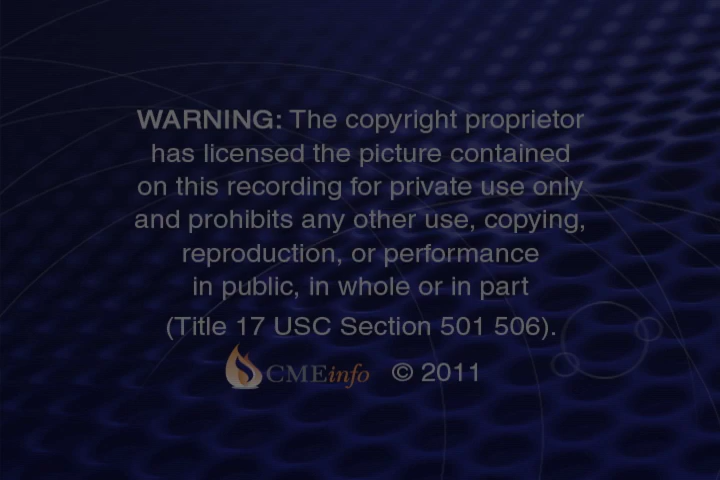 WARNING: The copyright proprietor
has licensed the picture contained
on this recording for private use only
and prohibits any other use, copying,
reproduction, or performance
in public, in whole or in part
(Title 17 USC Section 501 506).
CMEinfo © 2011